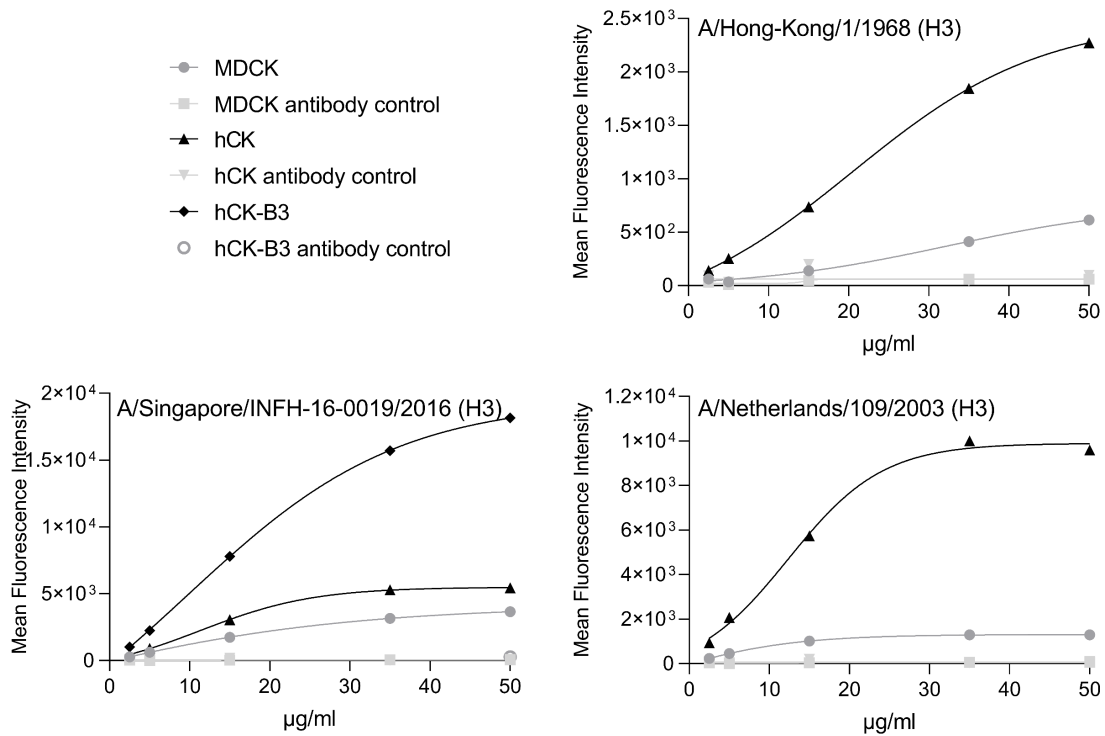 MDCK
MDCK antibody control
hCK
hCK antibody control
hCK-B3
hCK-B3 antibody control
A/Hong-Kong/1/1968 (H3)
Mean Fluorescence Intensity
2.5×10³
2×10³
1.5×10³
1×10³
5×10²
0
0 10 20 30 40 50
µg/ml
A/Singapore/INFH-16-0019/2016 (H3)
Mean Fluorescence Intensity
2×10⁴
1.5×10⁴
1×10⁴
5×10³
0
0 10 20 30 40 50
µg/ml
A/Netherlands/109/2003 (H3)
Mean Fluorescence Intensity
1.2×10⁴
1×10⁴
8×10³
6×10³
4×10³
2×10³
0
0 10 20 30 40 50
µg/ml